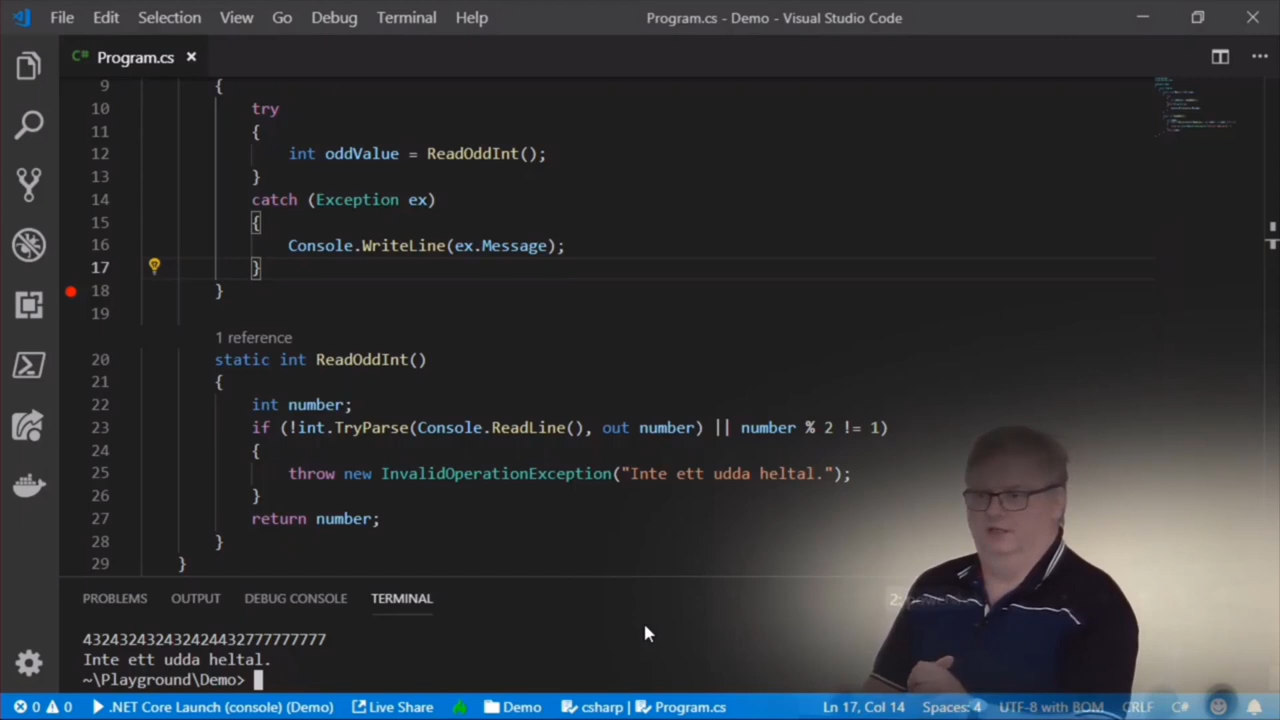 File Edit Selection View Go Debug Terminal Help Program.cs - Demo - Visual Studio Code
C# Program.cs
9 {
10 try
11 {
12 int oddValue = ReadOddInt();
13 }
14 catch (Exception ex)
15 {
16 Console.WriteLine(ex.Message);
17 }
18 }
19
1 reference
20 static int ReadOddInt()
21 {
22 int number;
23 if (!int.TryParse(Console.ReadLine(), out number) || number % 2 != 1)
24 {
25 throw new InvalidOperationException("Inte ett udda heltal.");
26 }
27 return number;
28 }
29 }
PROBLEMS OUTPUT DEBUG CONSOLE TERMINAL 2:
432432432432424432777777777
Inte ett udda heltal.
~\Playground\Demo>
0 0 .NET Core Launch (console) (Demo) Live Share Demo csharp | Program.cs Ln 17, Col 14 Spaces: 4 UTF-8 with BOM CRLF C#